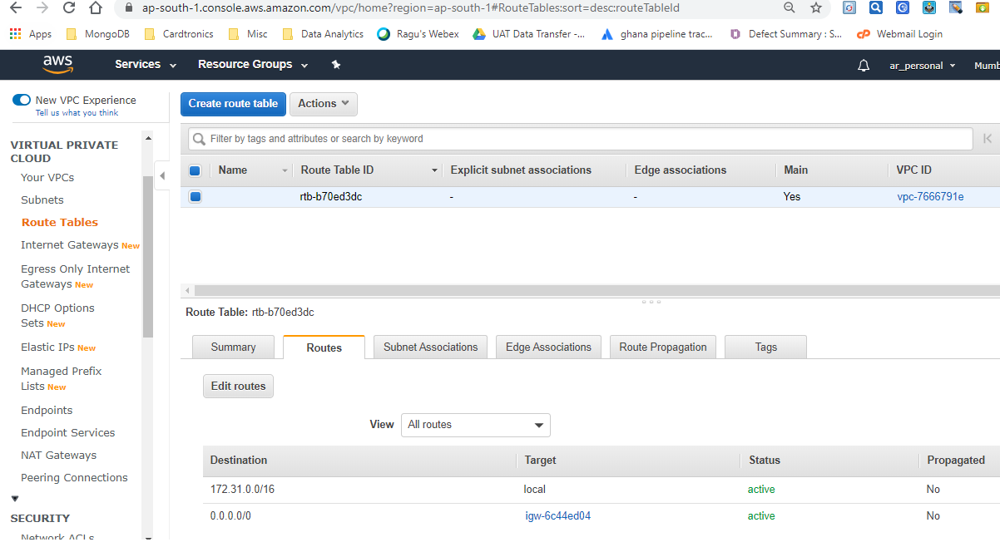 ap-south-1.console.aws.amazon.com/vpc/home?region=ap-south-1#RouteTables:sort=desc:routeTableId
Apps MongoDB Cardtronics Misc Data Analytics Ragu's Webex UAT Data Transfer -... ghana pipeline trac... Defect Summary : S... Webmail Login
aws Services Resource Groups ar_personal Mumb
New VPC Experience
Tell us what you think
Create route table Actions
Filter by tags and attributes or search by keyword
VIRTUAL PRIVATE
CLOUD
Your VPCs
Subnets
Route Tables
Internet Gateways New
Egress Only Internet
Gateways New
DHCP Options
Sets New
Elastic IPs New
Managed Prefix
Lists New
Endpoints
Endpoint Services
NAT Gateways
Peering Connections
SECURITY
Network ACLs
Name Route Table ID Explicit subnet associations Edge associations Main VPC ID
rtb-b70ed3dc - - Yes vpc-7666791e
Route Table: rtb-b70ed3dc
Summary Routes Subnet Associations Edge Associations Route Propagation Tags
Edit routes
View All routes
Destination Target Status Propagated
172.31.0.0/16 local active No
0.0.0.0/0 igw-6c44ed04 active No